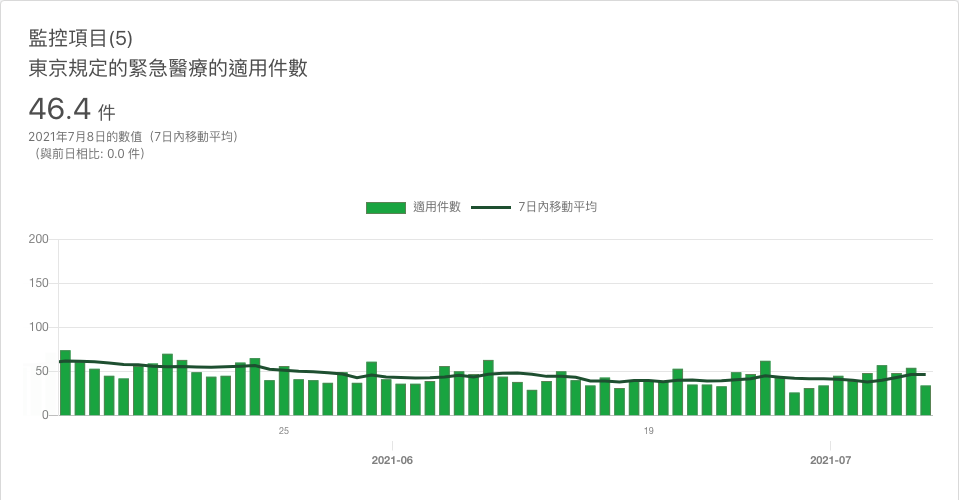 監控項目(5)
東京規定的緊急醫療的適用件數
46.4 件
2021年7月8日的數值（7日內移動平均）
（與前日相比: 0.0 件）
適用件數 7日內移動平均
200
150
100
50
0
25 19
2021-06 2021-07